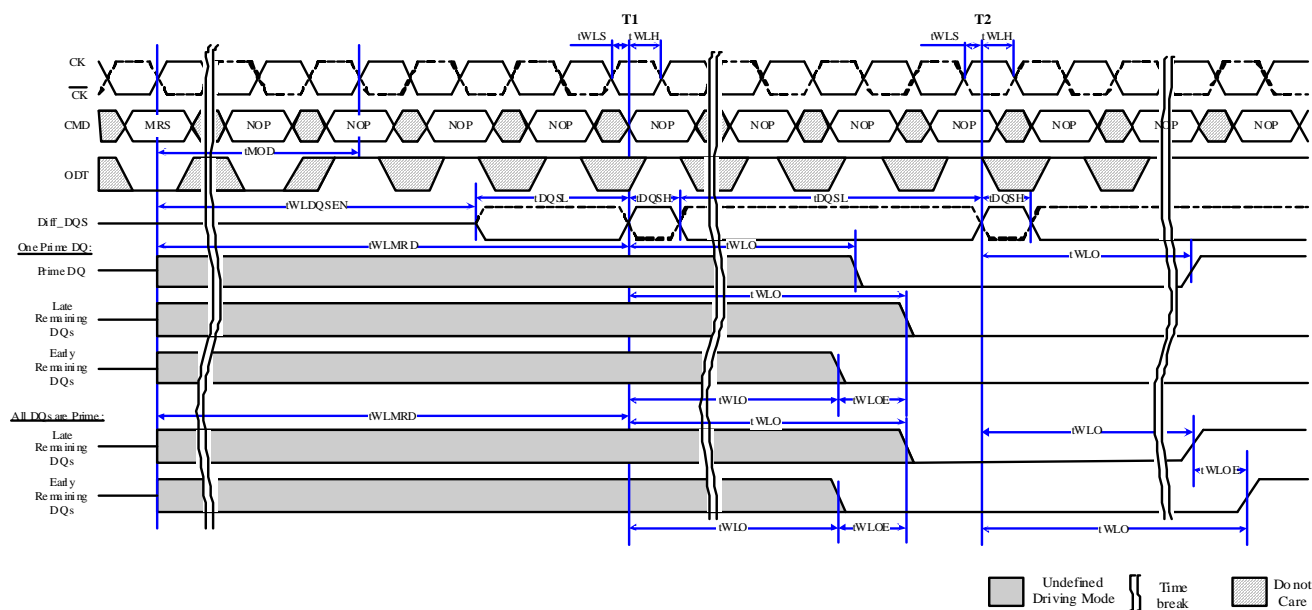 T1 T2
tWLS tWLH tWLS tWLH
CK
CK
CMD MRS NOP NOP NOP NOP NOP NOP NOP NOP NOP NOP NOP
tMOD
ODT
tWLDQSEN tDQSL tDQSH tDQSL tDQSH
Diff_DQS
One Prime DQ: tWLMRD tWLO tWLO
Prime DQ
tWLO
Late
Remaining
DQs
Early
Remaining
DQs
tWLO tWLOE
All DQs are Prime: tWLMRD tWLO
Late
Remaining
DQs
tWLO
tWLOE
Early
Remaining
DQs
tWLO tWLOE tWLO
Undefined
Driving Mode
Time
break
Do not
Care